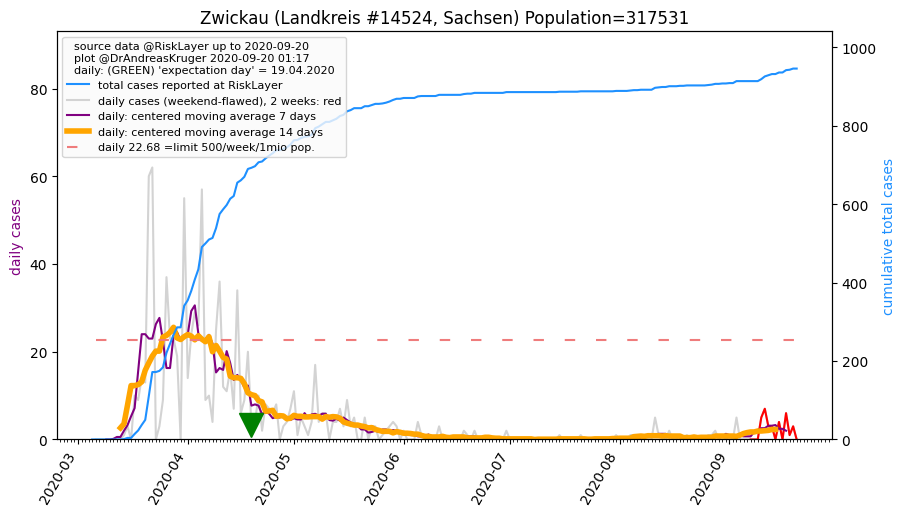 Zwickau (Landkreis #14524, Sachsen) Population=317531
source data @RiskLayer up to 2020-09-20
plot @DrAndreasKruger 2020-09-20 01:17
daily: (GREEN) 'expectation day' = 19.04.2020
total cases reported at RiskLayer
daily cases (weekend-flawed), 2 weeks: red
daily: centered moving average 7 days
daily: centered moving average 14 days
daily 22.68 =limit 500/week/1mio pop.
daily cases
80
60
40
20
0
cumulative total cases
1000
800
600
400
200
0
2020-03
2020-04
2020-05
2020-06
2020-07
2020-08
2020-09